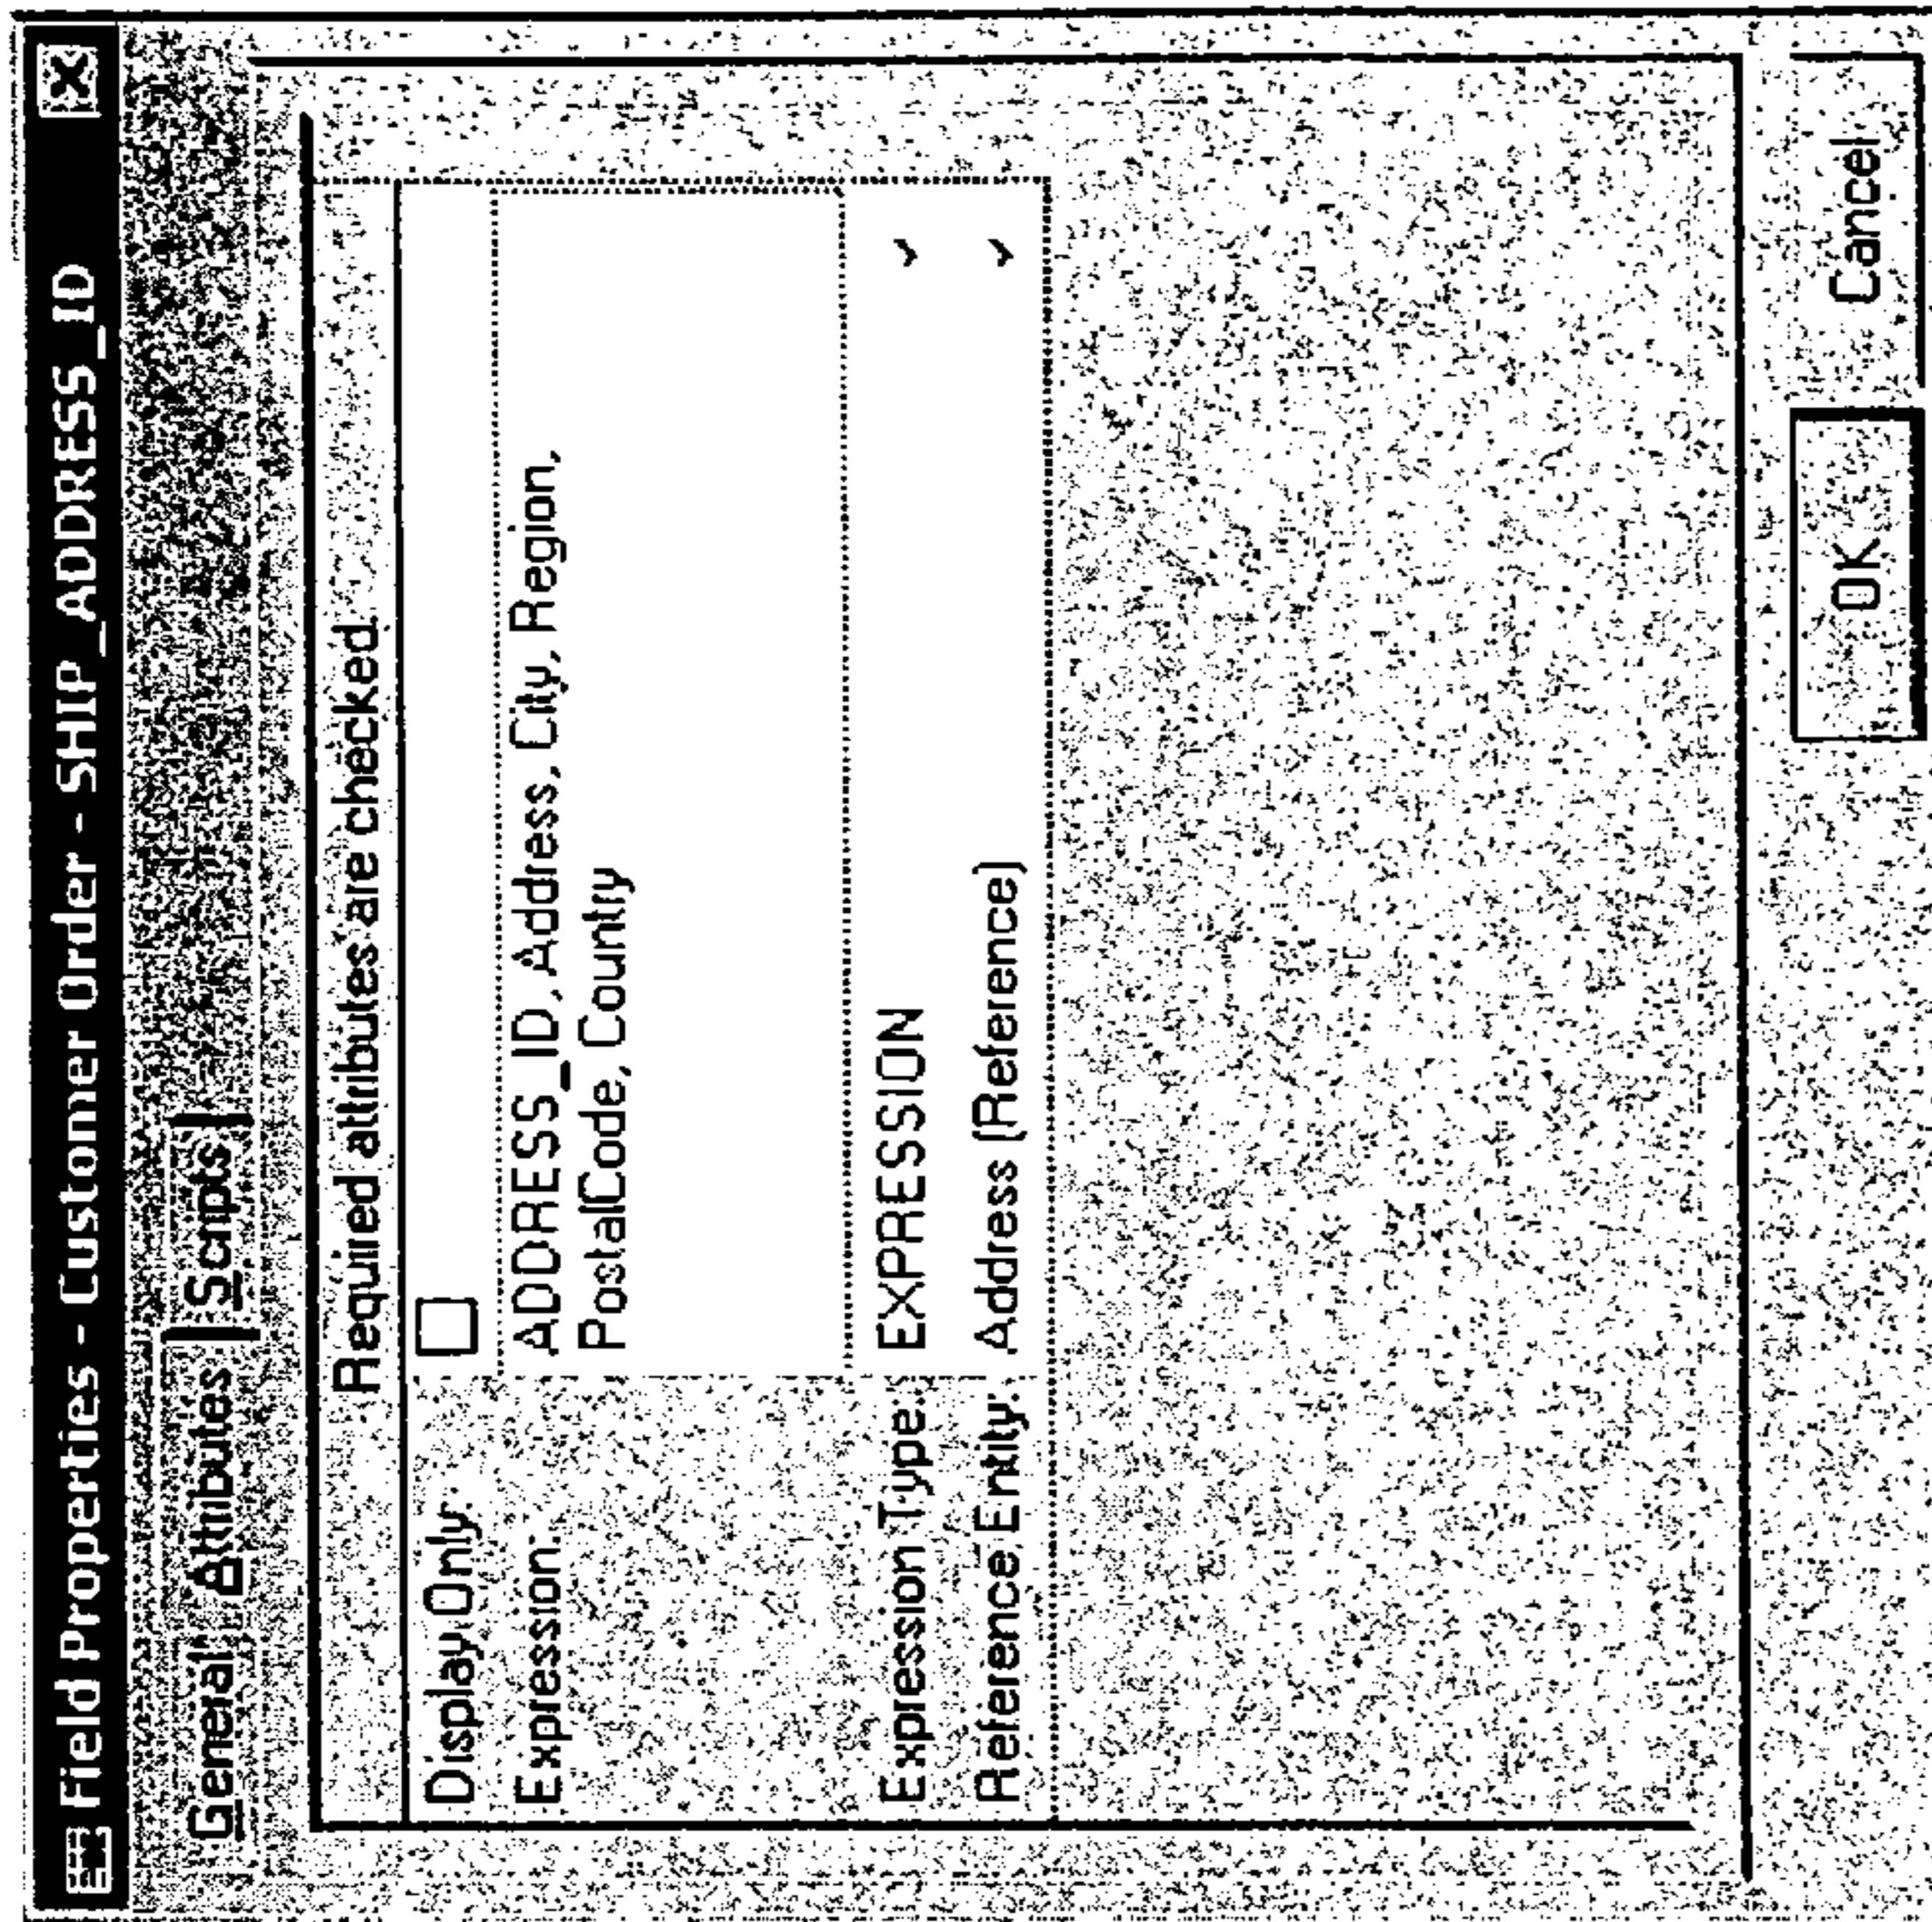 Field Properties - Customer Order - SHIP_ADDRESS_ID
General Attributes Scripts
Required attributes are checked.
Display Only:
Expression: ADDRESS_ID, Address, City, Region,
PostalCode, Country
Expression Type: EXPRESSION
Reference Entity: Address (Reference)
OK Cancel